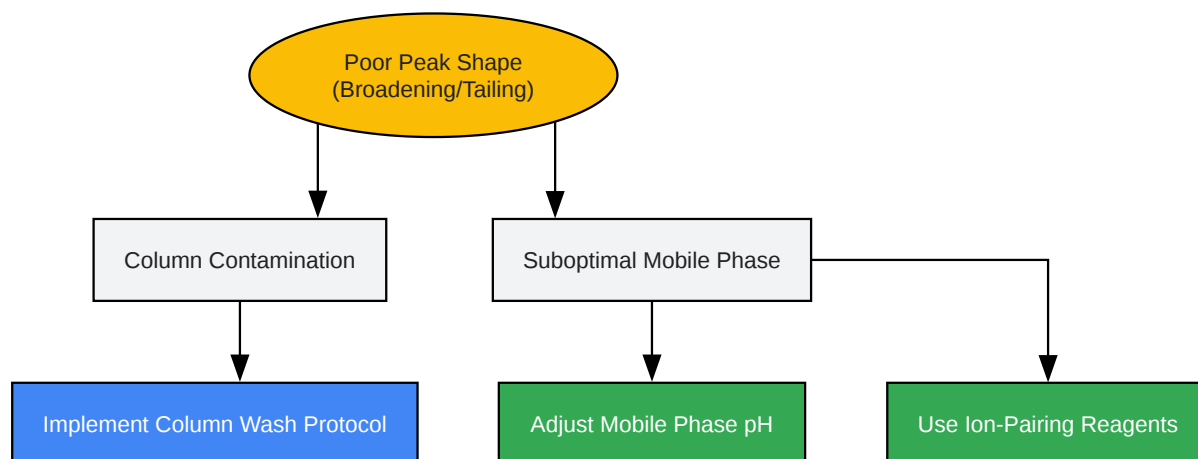 Poor Peak Shape
(Broadening/Tailing)
Column Contamination
Suboptimal Mobile Phase
Implement Column Wash Protocol
Adjust Mobile Phase pH
Use Ion-Pairing Reagents